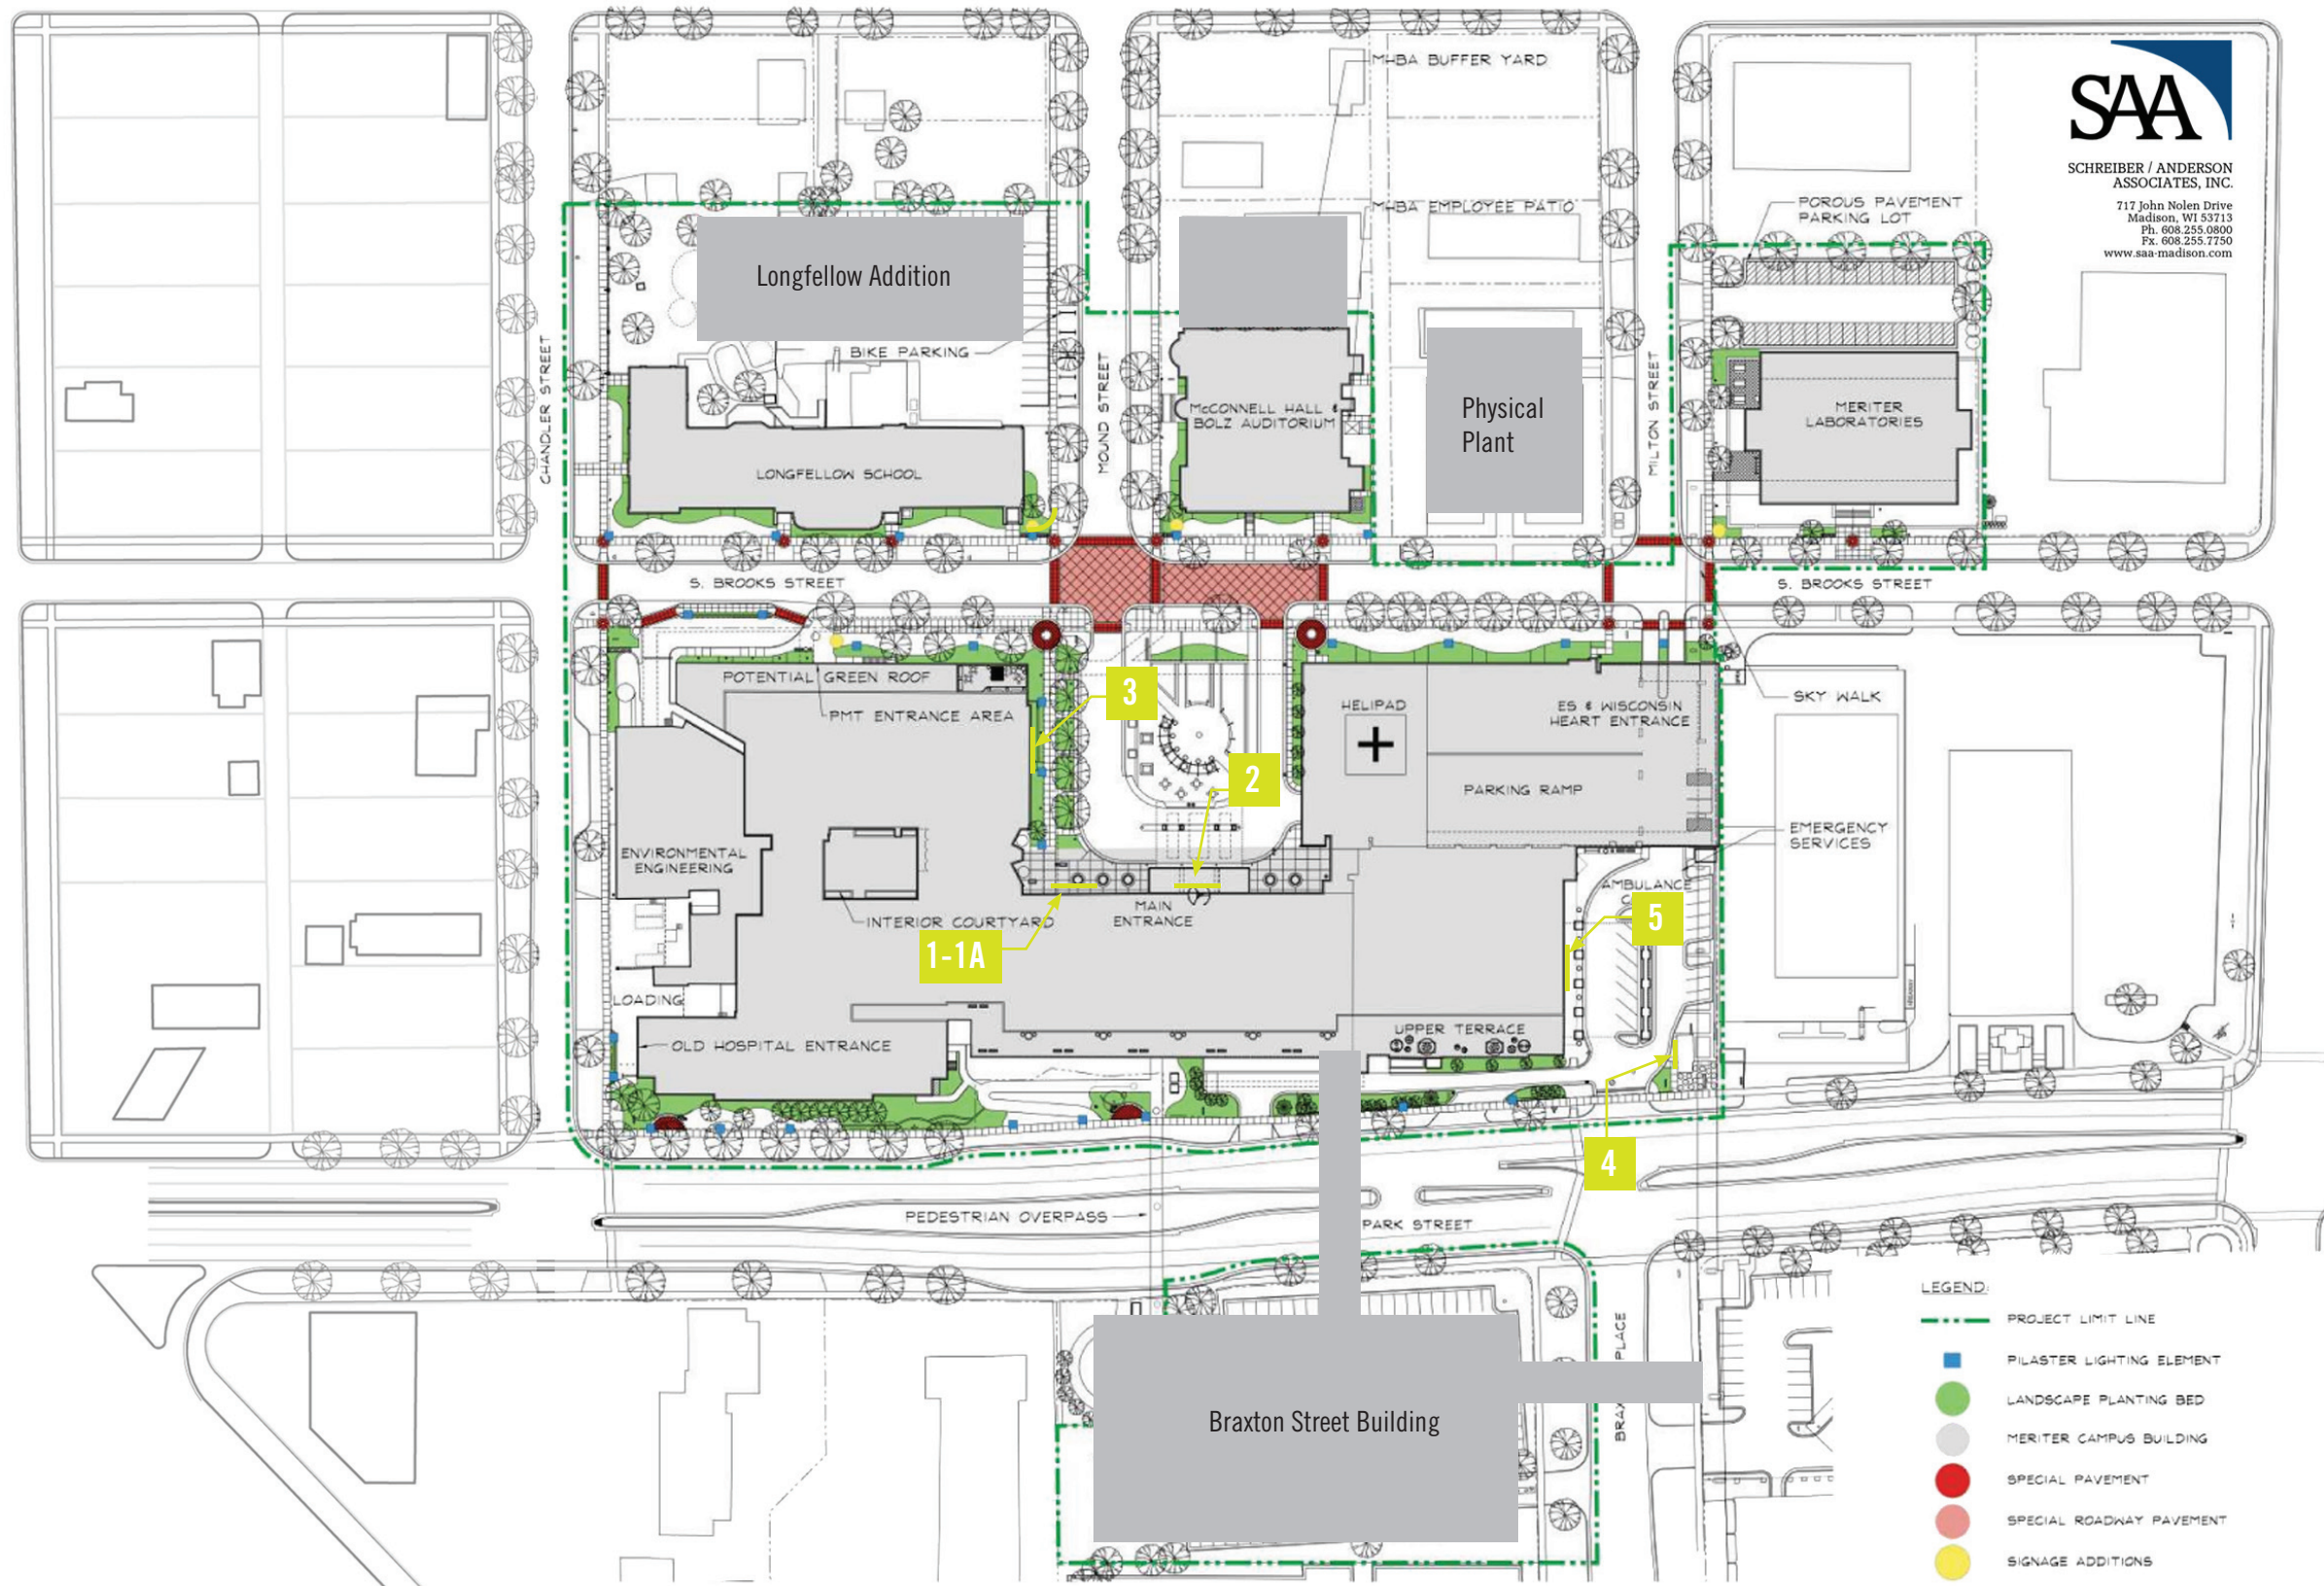 M-BA BUFFER YARD
SAA
SCHREIBER / ANDERSON
ASSOCIATES, INC.
717 John Nolen Drive
Madison, WI 53713
Ph. 608.255.0800
Fx. 608.255.7750
www.saa-madison.com
M-BA EMPLOYEE PATIO
POROUS PAVEMENT
PARKING LOT
Longfellow Addition
BIKE PARKING
CHANDLER STREET
MOUND STREET
MILTON STREET
McCONNELL HALL &
BOLZ AUDITORIUM
Physical
Plant
MERITER
LABORATORIES
LONGFELLOW SCHOOL
S. BROOKS STREET
S. BROOKS STREET
POTENTIAL GREEN ROOF
PMT ENTRANCE AREA
3
HELIPAD
ES & WISCONSIN
HEART ENTRANCE
SKY WALK
2
PARKING RAMP
EMERGENCY
SERVICES
ENVIRONMENTAL
ENGINEERING
AMBULANCE
INTERIOR COURTYARD
MAIN
ENTRANCE
5
1-1A
LOADING
OLD HOSPITAL ENTRANCE
UPPER TERRACE
4
PEDESTRIAN OVERPASS
PARK STREET
Braxton Street Building
LEGEND:
PROJECT LIMIT LINE
PILASTER LIGHTING ELEMENT
LANDSCAPE PLANTING BED
MERITER CAMPUS BUILDING
SPECIAL PAVEMENT
SPECIAL ROADWAY PAVEMENT
SIGNAGE ADDITIONS